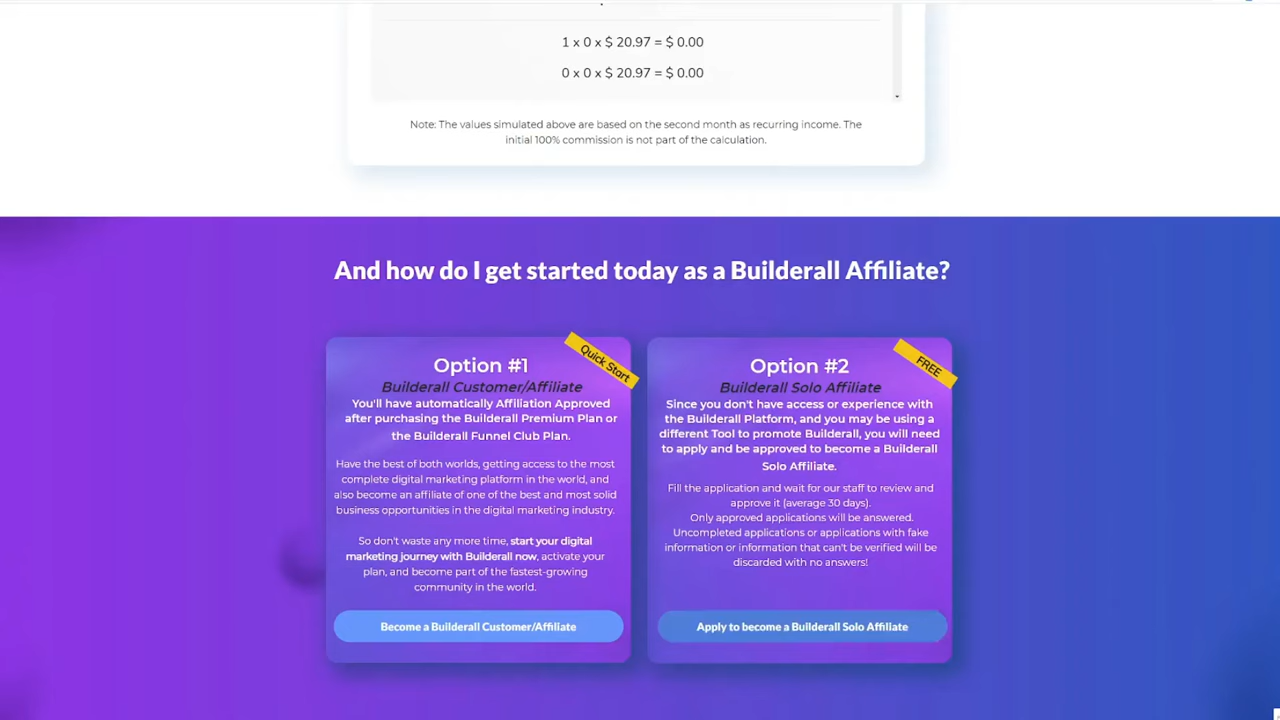 1 x 0 x $ 20.97 = $ 0.00
0 x 0 x $ 20.97 = $ 0.00
Note: The values simulated above are based on the second month as recurring income. The
initial 100% commission is not part of the calculation.
And how do I get started today as a Builderall Affiliate?
Quick Start
Option #1
Builderall Customer/Affiliate
You'll have automatically Affiliation Approved
after purchasing the Builderall Premium Plan or
the Builderall Funnel Club Plan.
Have the best of both worlds, getting access to the most
complete digital marketing platform in the world, and
also become an affiliate of one of the best and most solid
business opportunities in the digital marketing industry.
So don't waste any more time, start your digital
marketing journey with Builderall now, activate your
plan, and become part of the fastest-growing
community in the world.
Become a Builderall Customer/Affiliate
FREE
Option #2
Builderall Solo Affiliate
Since you don't have access or experience with
the Builderall Platform, and you may be using a
different Tool to promote Builderall, you will need
to apply and be approved to become a Builderall
Solo Affiliate.
Fill the application and wait for our staff to review and
approve it (average 30 days).
Only approved applications will be answered.
Uncompleted applications or applications with fake
information or information that can't be verified will be
discarded with no answers!
Apply to become a Builderall Solo Affiliate